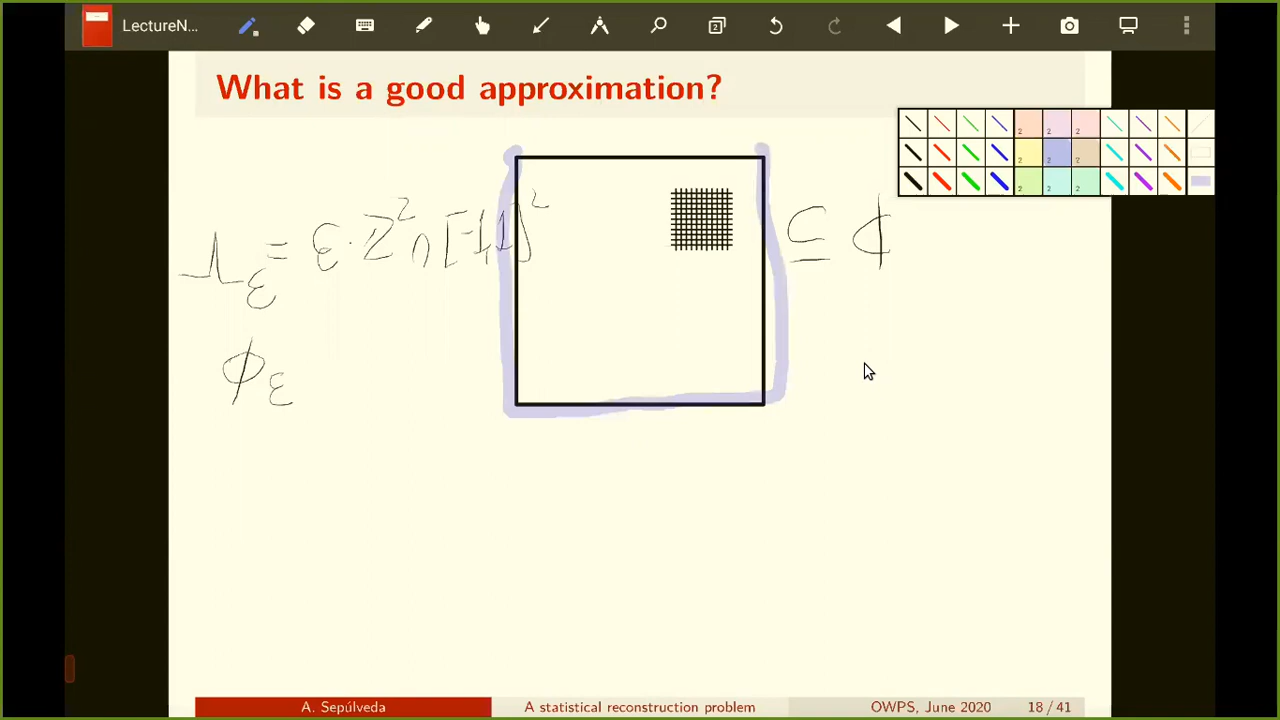 LectureN...
What is a good approximation?
Λ_ε = ε·Z² ∩ [-1,1]² ⊆ ℂ
ϕ_ε
A. Sepúlveda
A statistical reconstruction problem
OWPS, June 2020
18 / 41